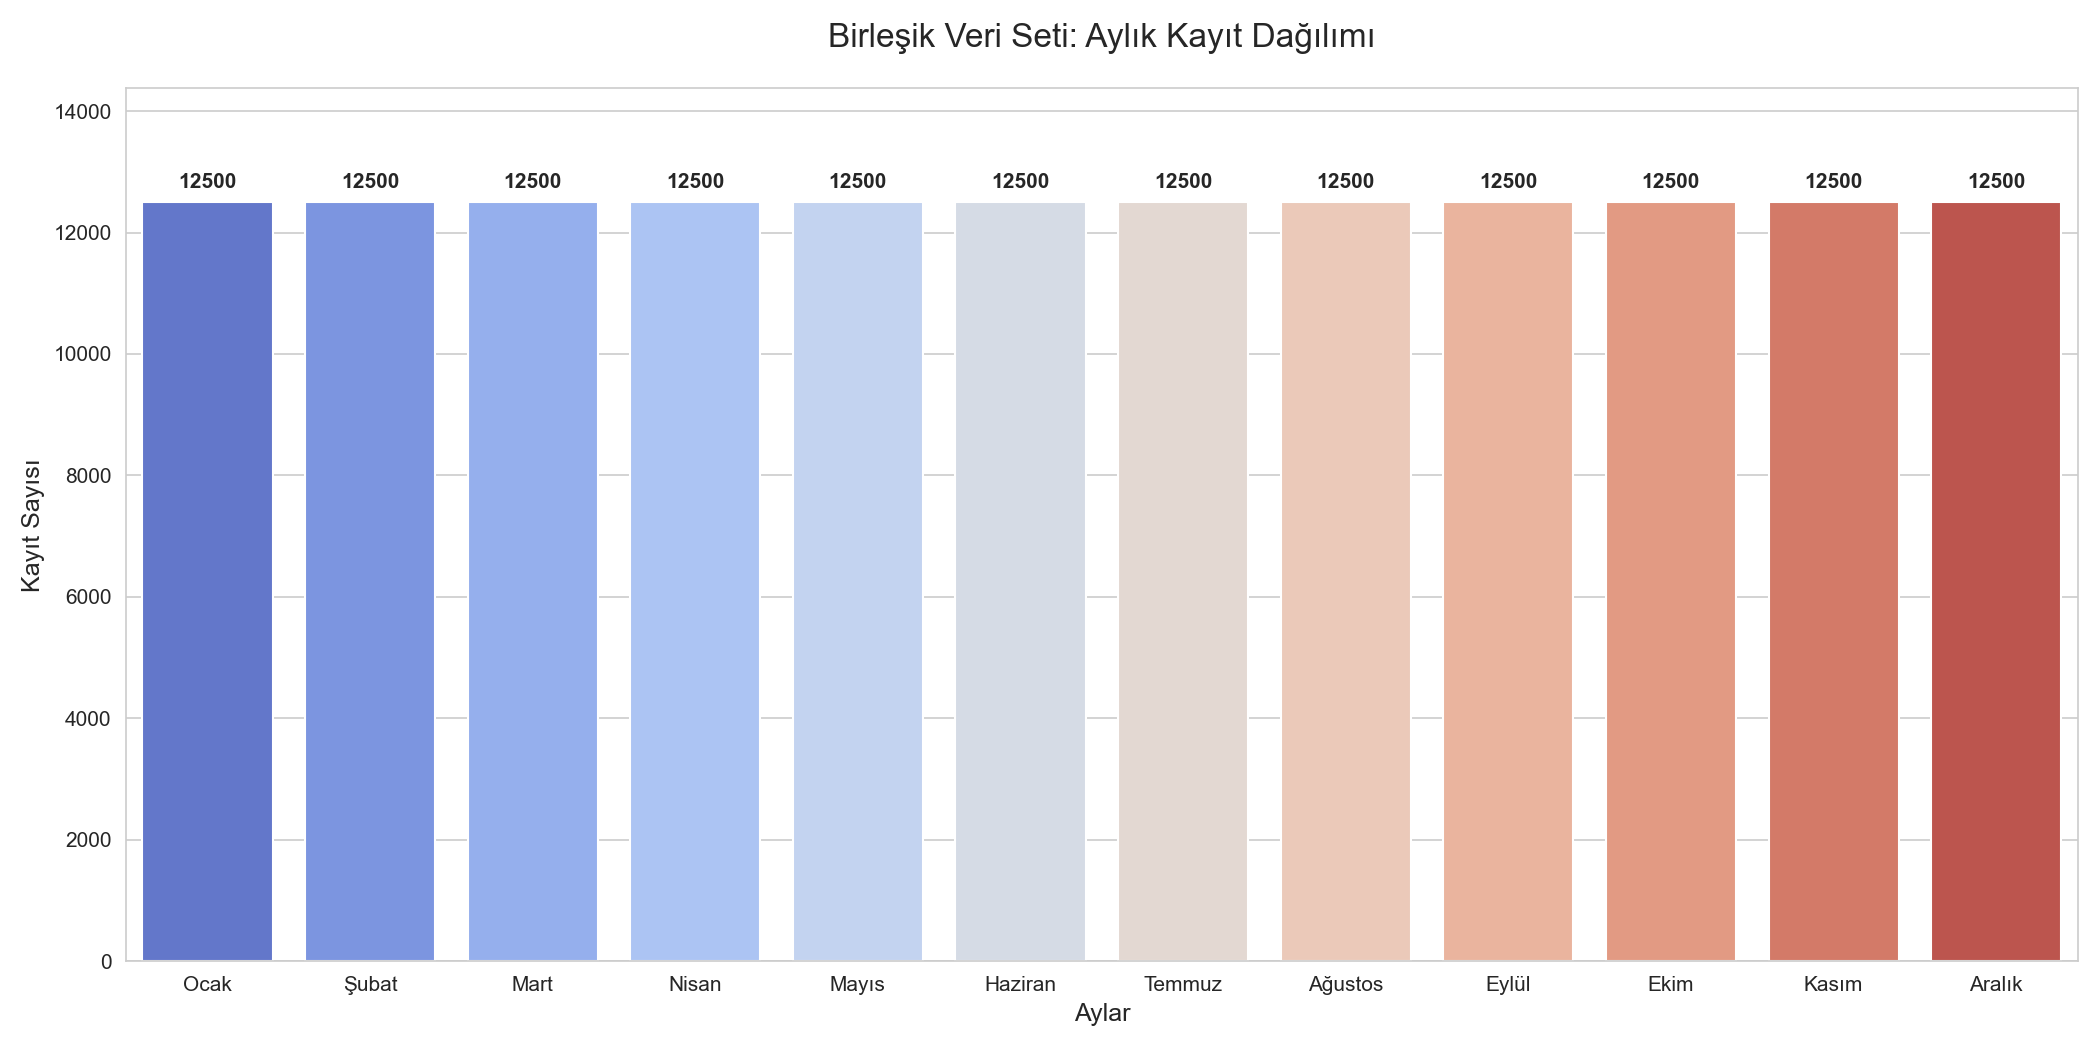 Birleşik Veri Seti: Aylık Kayıt Dağılımı
14000
12000
10000
8000
6000
4000
2000
0
Kayıt Sayısı
12500 12500 12500 12500 12500 12500 12500 12500 12500 12500 12500 12500
Ocak Şubat Mart Nisan Mayıs Haziran Temmuz Ağustos Eylül Ekim Kasım Aralık
Aylar